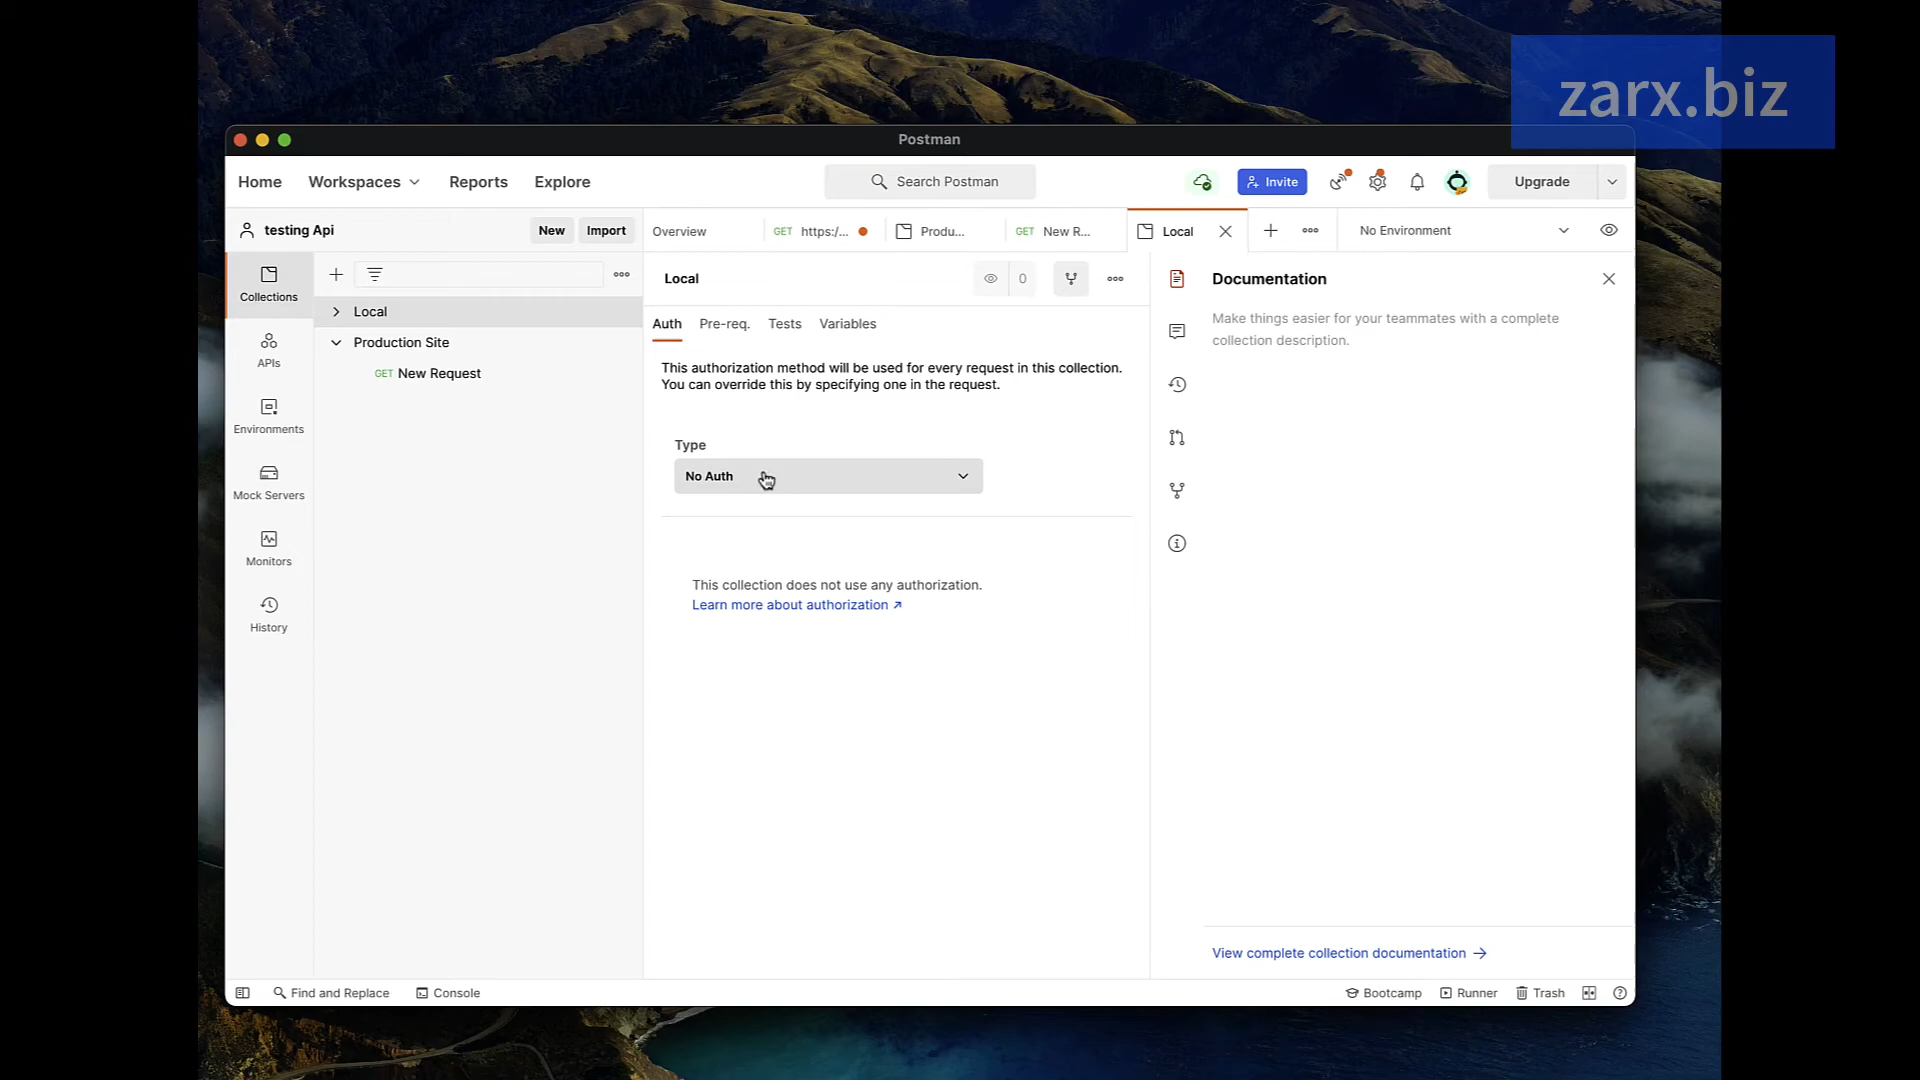 zarx.biz
Postman
Home Workspaces Reports Explore Search Postman Invite Upgrade
testing Api New Import Overview GET https:/... Produ... GET New R... Local No Environment
Collections
APIs
Environments
Mock Servers
Monitors
History
Local
Production Site
GET New Request
Local 0
Auth Pre-req. Tests Variables
This authorization method will be used for every request in this collection.
You can override this by specifying one in the request.
Type
No Auth
This collection does not use any authorization.
Learn more about authorization
Documentation
Make things easier for your teammates with a complete
collection description.
View complete collection documentation
Find and Replace Console Bootcamp Runner Trash